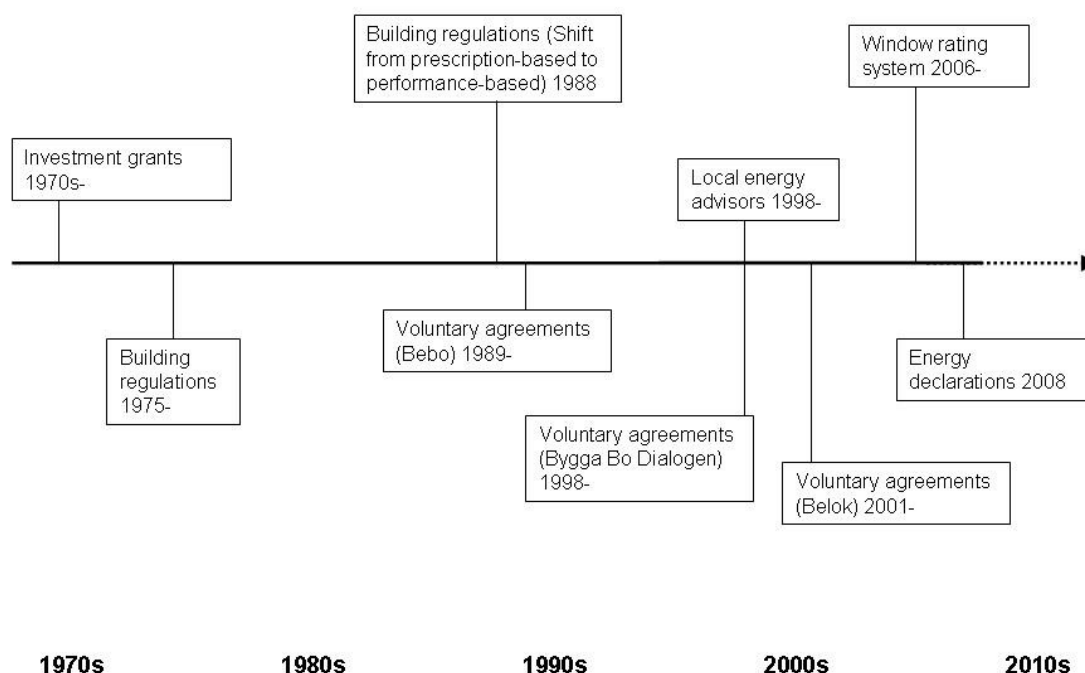 Building regulations (Shift
from prescription-based to
performance-based) 1988
Window rating
system 2006-
Investment grants
1970s-
Local energy
advisors 1998-
Building
regulations
1975-
Voluntary agreements
(Bebo) 1989-
Energy
declarations 2008
Voluntary agreements
(Bygga Bo Dialogen)
1998-
Voluntary agreements
(Belok) 2001-
1970s 1980s 1990s 2000s 2010s